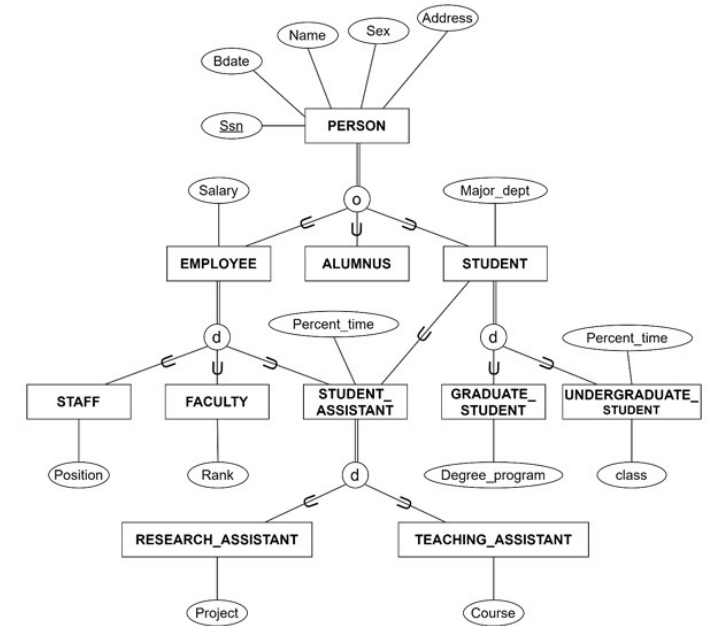 Address
Sex
Name
Bdate
Ssn
PERSON
Salary
o
Major_dept
EMPLOYEE
ALUMNUS
STUDENT
Percent_time
d
d
Percent_time
STAFF
FACULTY
STUDENT_
ASSISTANT
GRADUATE_
STUDENT
UNDERGRADUATE_
STUDENT
Position
Rank
d
Degree_program
class
RESEARCH_ASSISTANT
TEACHING_ASSISTANT
Project
Course